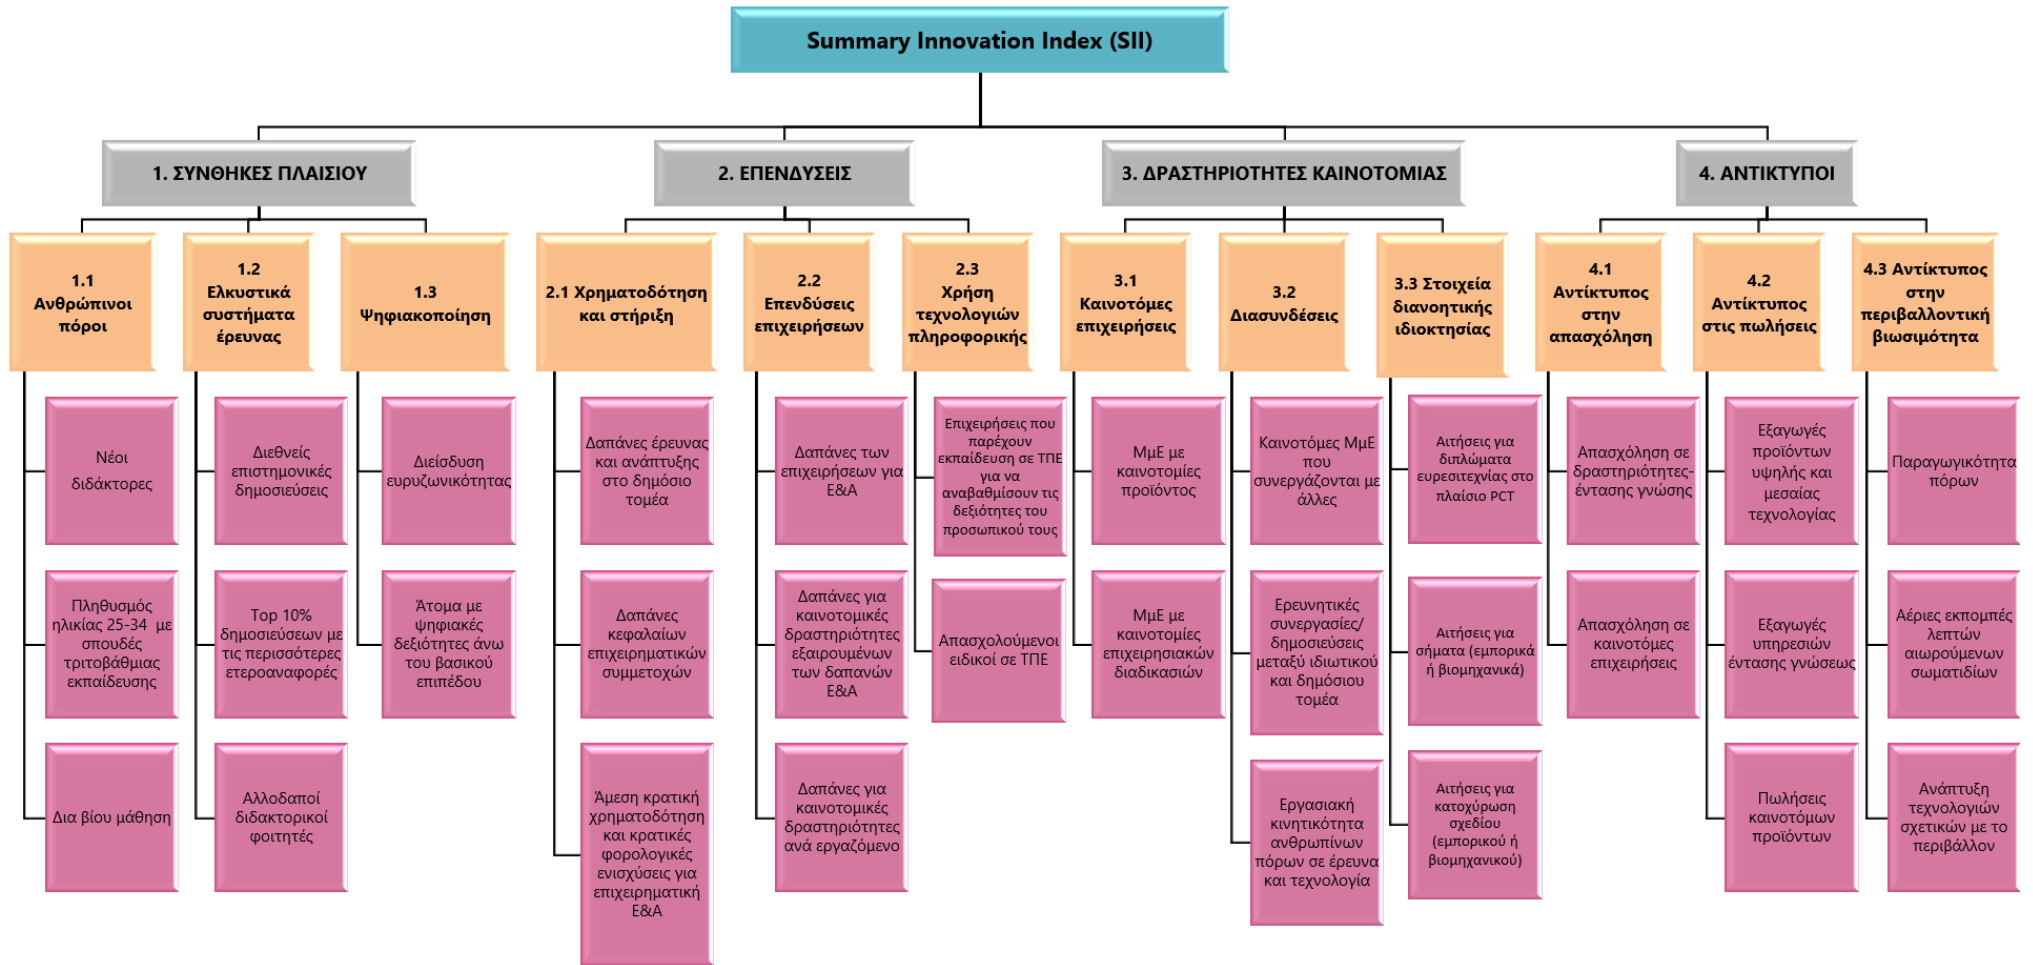 Summary Innovation Index (SII)
1. ΣΥΝΘΗΚΕΣ ΠΛΑΙΣΙΟΥ
2. ΕΠΕΝΔΥΣΕΙΣ
3. ΔΡΑΣΤΗΡΙΟΤΗΤΕΣ ΚΑΙΝΟΤΟΜΙΑΣ
4. ΑΝΤΙΚΤΥΠΟΙ
1.1
Ανθρώπινοι
πόροι
1.2
Ελκυστικά
συστήματα
έρευνας
1.3
Ψηφιακοποίηση
2.1 Χρηματοδότηση
και στήριξη
2.2
Επενδύσεις
επιχειρήσεων
2.3
Χρήση
τεχνολογιών
πληροφορικής
3.1
Καινοτόμες
επιχειρήσεις
3.2
Διασυνδέσεις
3.3 Στοιχεία
διανοητικής
ιδιοκτησίας
4.1
Αντίκτυπος
στην
απασχόληση
4.2
Αντίκτυπος
στις πωλήσεις
4.3 Αντίκτυπος
στην
περιβαλλοντική
βιωσιμότητα
Νέοι
διδάκτορες
Διεθνείς
επιστημονικές
δημοσιεύσεις
Διείσδυση
ευρυζωνικότητας
Δαπάνες έρευνας
και ανάπτυξης
στο δημόσιο
τομέα
Δαπάνες των
επιχειρήσεων για
Ε&Α
Επιχειρήσεις που
παρέχουν
εκπαίδευση σε ΤΠΕ
για να
αναβαθμίσουν τις
δεξιότητες του
προσωπικού τους
ΜμΕ με
καινοτομίες
προϊόντος
Καινοτόμες ΜμΕ
που
συνεργάζονται με
άλλες
Αιτήσεις για
διπλώματα
ευρεσιτεχνίας στο
πλαίσιο PCT
Απασχόληση σε
δραστηριότητες-
έντασης γνώσης
Εξαγωγές
προϊόντων
υψηλής και
μεσαίας
τεχνολογίας
Παραγωγικότητα
πόρων
Πληθυσμός
ηλικίας 25-34 με
σπουδές
τριτοβάθμιας
εκπαίδευσης
Top 10%
δημοσιεύσεων με
τις περισσότερες
ετεροαναφορές
Άτομα με
ψηφιακές
δεξιότητες άνω
του βασικού
επιπέδου
Δαπάνες
κεφαλαίων
επιχειρηματικών
συμμετοχών
Δαπάνες για
καινοτομικές
δραστηριότητες
εξαιρουμένων
των δαπανών
Ε&Α
Απασχολούμενοι
ειδικοί σε ΤΠΕ
ΜμΕ με
καινοτομίες
επιχειρησιακών
διαδικασιών
Ερευνητικές
συνεργασίες/
δημοσιεύσεις
μεταξύ ιδιωτικού
και δημόσιου
τομέα
Αιτήσεις για
σήματα (εμπορικά
ή βιομηχανικά)
Απασχόληση σε
καινοτόμες
επιχειρήσεις
Εξαγωγές
υπηρεσιών
έντασης γνώσεως
Αέριες εκπομπές
λεπτών
αιωρούμενων
σωματιδίων
Δια βίου μάθηση
Αλλοδαποί
διδακτορικοί
φοιτητές
Άμεση κρατική
χρηματοδότηση
και κρατικές
φορολογικές
ενισχύσεις για
επιχειρηματική
Ε&Α
Δαπάνες για
καινοτομικές
δραστηριότητες
ανά εργαζόμενο
Εργασιακή
κινητικότητα
ανθρωπίνων
πόρων σε έρευνα
και τεχνολογία
Αιτήσεις για
κατοχύρωση
σχεδίου
(εμπορικού ή
βιομηχανικού)
Πωλήσεις
καινοτόμων
προϊόντων
Ανάπτυξη
τεχνολογιών
σχετικών με το
περιβάλλον